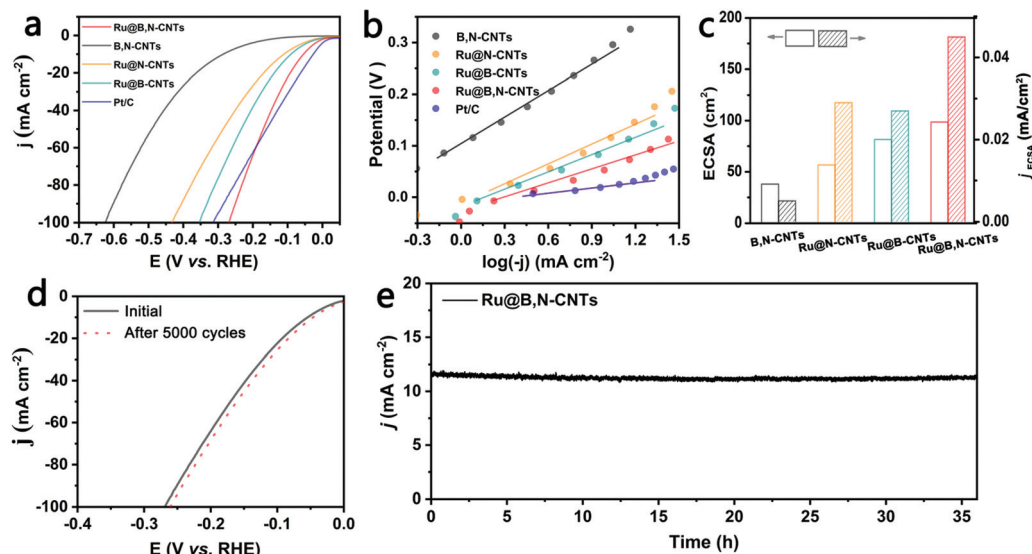 a
Ru@B,N-CNTs
B,N-CNTs
Ru@N-CNTs
Ru@B-CNTs
Pt/C
0
-20
-40
-60
-80
-100
j (mA cm-2)
-0.7 -0.6 -0.5 -0.4 -0.3 -0.2 -0.1 0.0
E (V vs. RHE)
b
B,N-CNTs
Ru@N-CNTs
Ru@B-CNTs
Ru@B,N-CNTs
Pt/C
0.3
0.2
0.1
0.0
Potential (V)
-0.3 0.0 0.3 0.6 0.9 1.2 1.5
log(-j) (mA cm-2)
c
200
150
100
50
0
ECSA (cm²)
0.04
0.02
0.00
jECSA (mA/cm²)
B,N-CNTs Ru@N-CNTs Ru@B-CNTs Ru@B,N-CNTs
d
Initial
After 5000 cycles
0
-20
-40
-60
-80
-100
j (mA cm-2)
-0.4 -0.3 -0.2 -0.1 0.0
E (V vs. RHE)
e
Ru@B,N-CNTs
20
15
10
5
0
j (mA cm-2)
0 5 10 15 20 25 30 35
Time (h)